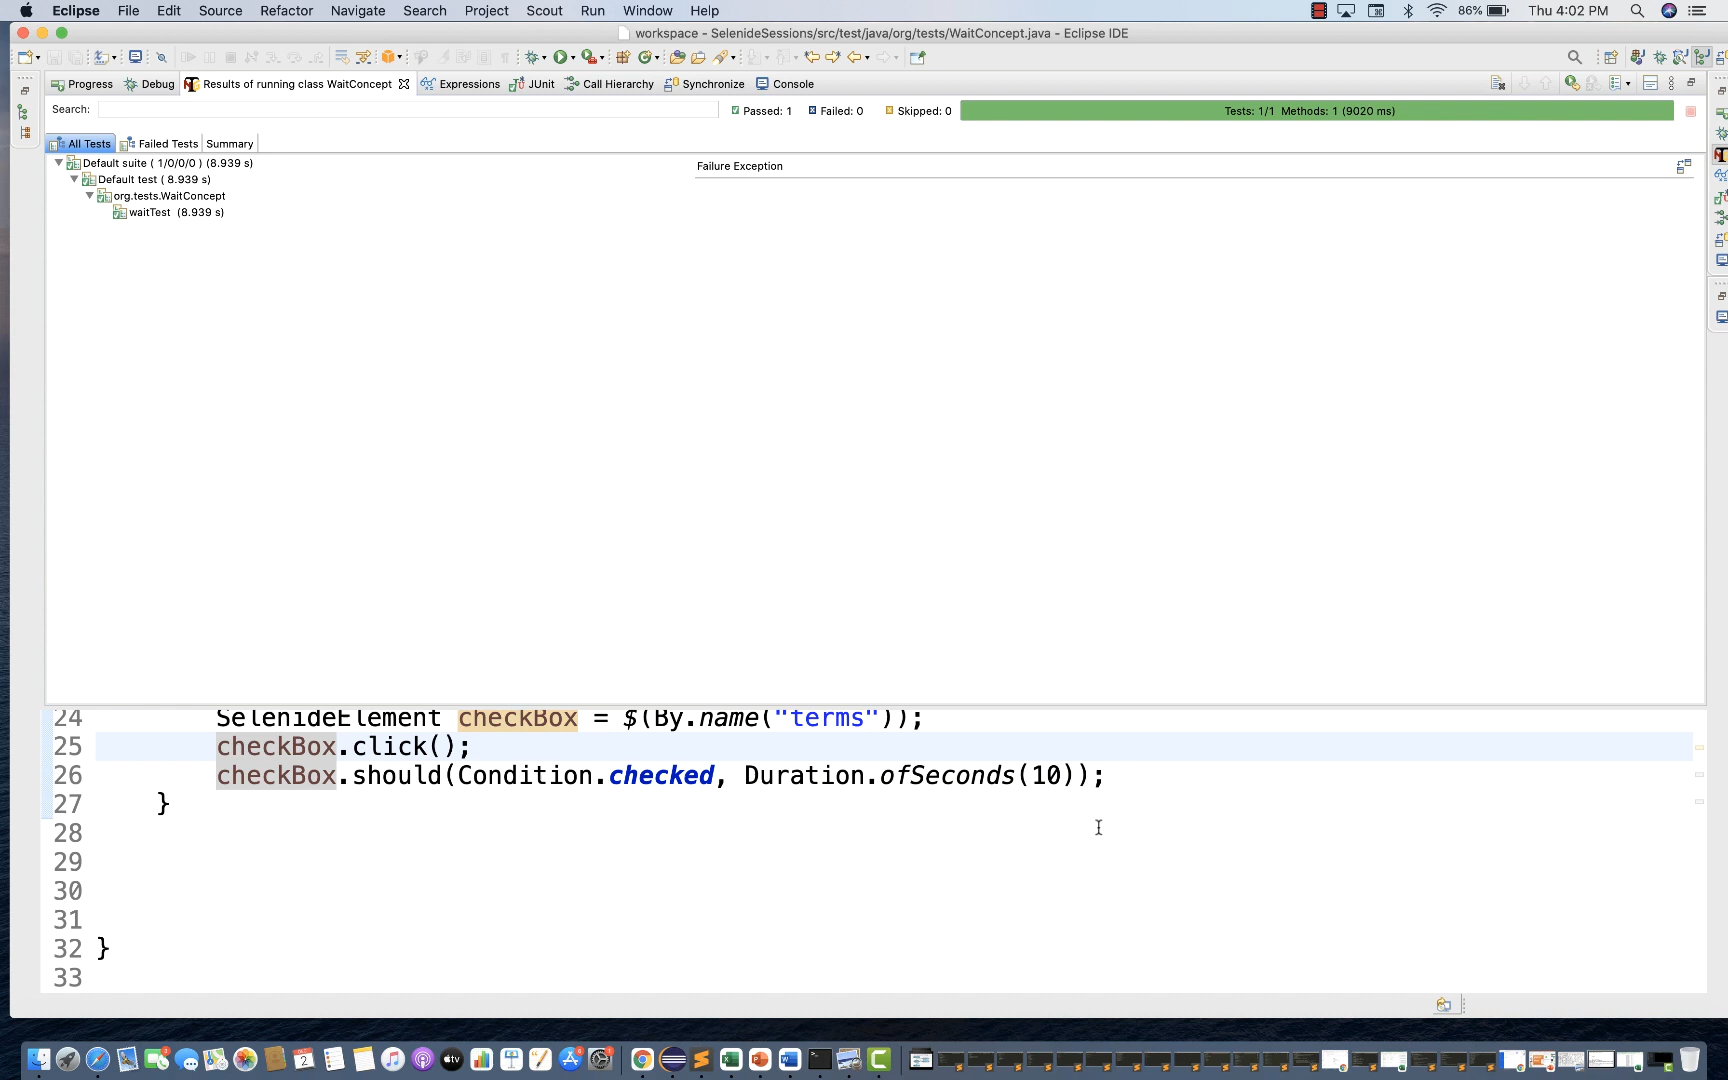 Eclipse File Edit Source Refactor Navigate Search Project Scout Run Window Help 86% Thu 4:02 PM
workspace - SelenideSessions/src/test/java/org/tests/WaitConcept.java - Eclipse IDE
Progress Debug Results of running class WaitConcept Expressions JUnit Call Hierarchy Synchronize Console
Search: Passed: 1 Failed: 0 Skipped: 0 Tests: 1/1 Methods: 1 (9020 ms)
All Tests Failed Tests Summary
Default suite ( 1/0/0/0 ) (8.939 s) Failure Exception
Default test ( 8.939 s)
org.tests.WaitConcept
waitTest (8.939 s)
24 SelenideElement checkBox = $(By.name("terms"));
25 checkBox.click();
26 checkBox.should(Condition.checked, Duration.ofSeconds(10));
27 }
28
29
30
31
32 }
33